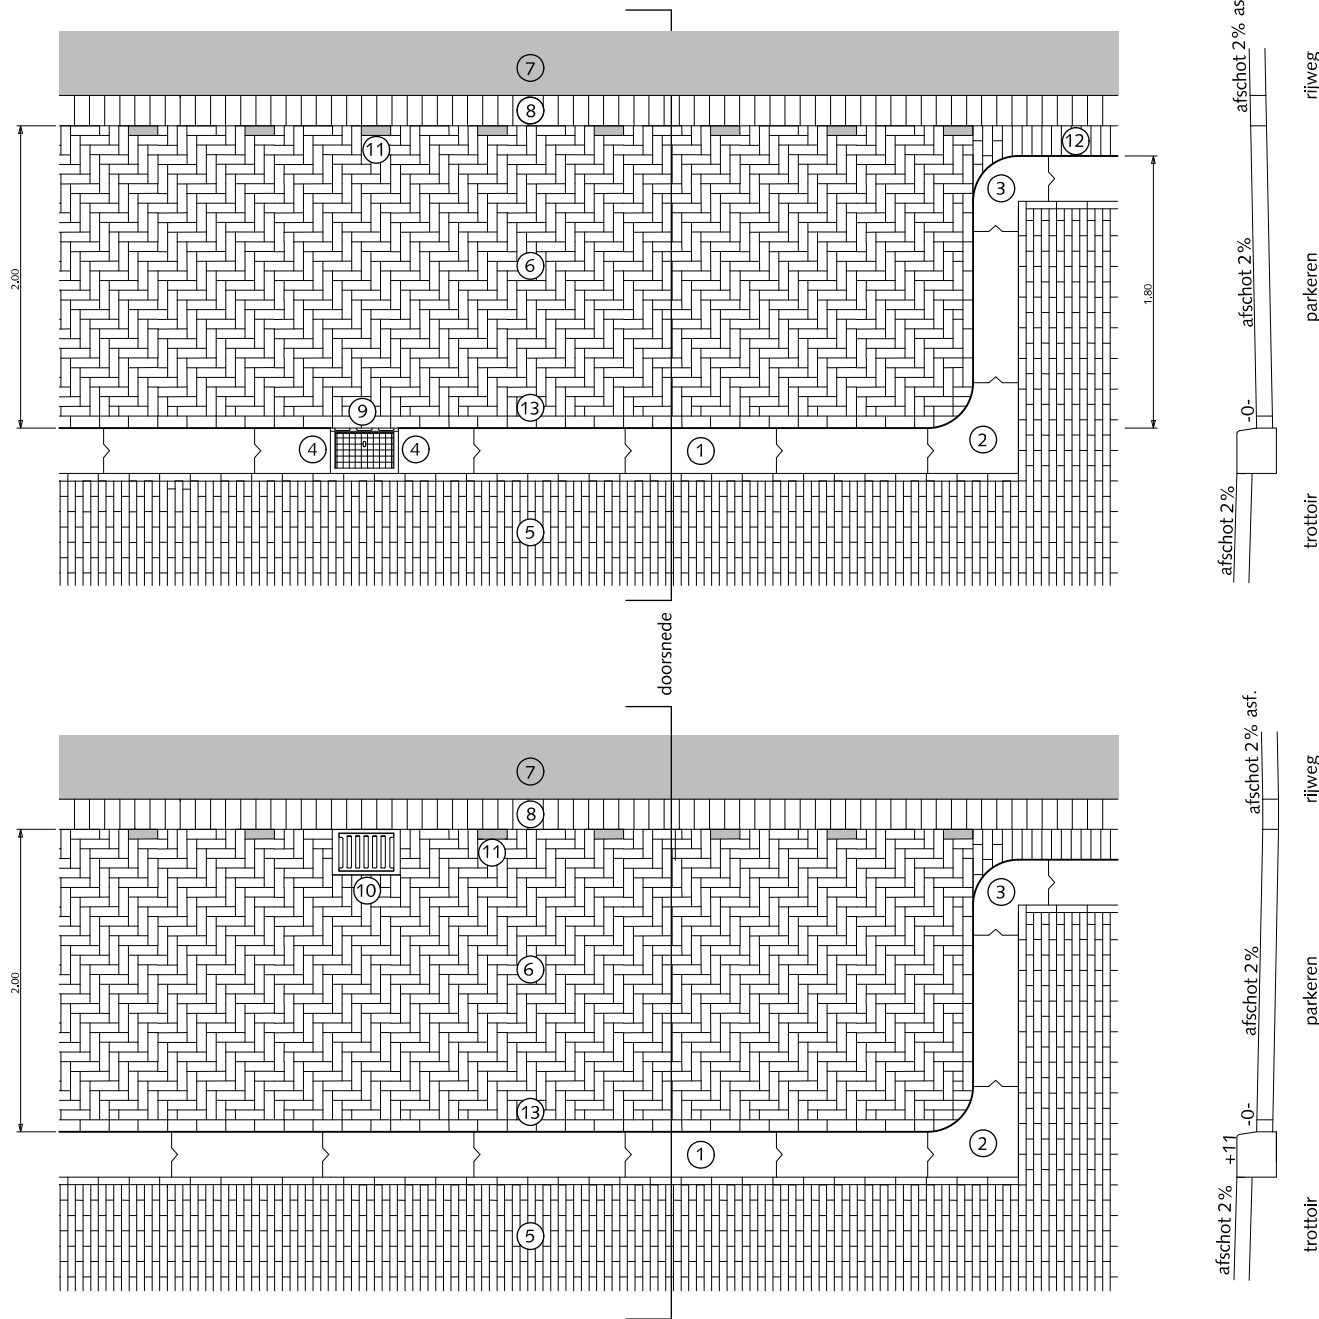 7
8
11
12
3
6
2.00
1.80
9
13
4
4
1
2
5
afschot 2% as
afschot 2%
-0-
afschot 2%
rijweg
parkeren
trottoir
doorsnede
7
8
11
10
3
6
2.00
13
1
2
5
afschot 2% asf.
afschot 2%
-0-
+11
afschot 2%
rijweg
parkeren
trottoir